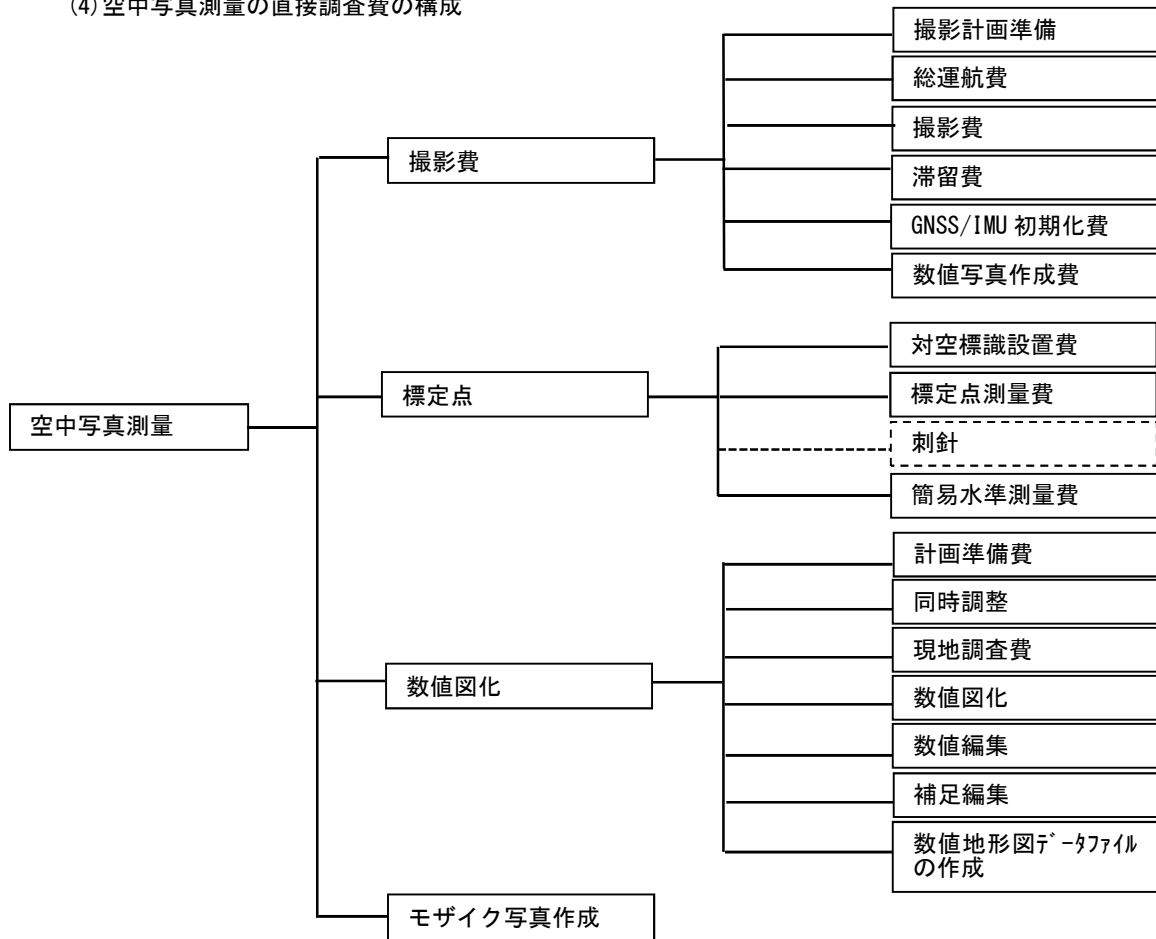 (4)空中写真測量の直接調査費の構成
空中写真測量
撮影費
撮影計画準備
総運航費
撮影費
滞留費
GNSS/IMU 初期化費
数値写真作成費
標定点
対空標識設置費
標定点測量費
刺針
簡易水準測量費
数値図化
計画準備費
同時調整
現地調査費
数値図化
数値編集
補足編集
数値地形図ﾃﾞｰﾀﾌｧｲﾙ
の作成
モザイク写真作成